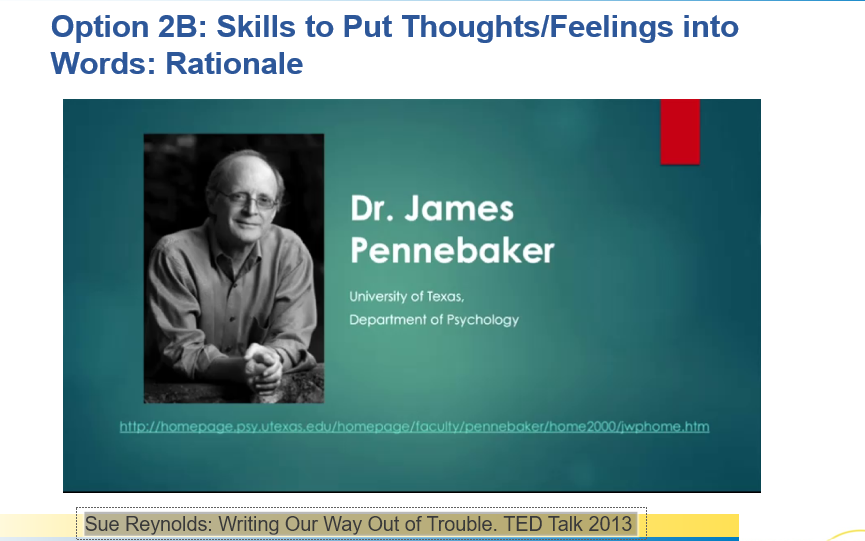 Option 2B: Skills to Put Thoughts/Feelings into
Words: Rationale
Dr. James
Pennebaker
University of Texas,
Department of Psychology
http://homepage.psy.utexas.edu/homepage/faculty/pennebaker/home2000/jwphome.htm
Sue Reynolds: Writing Our Way Out of Trouble. TED Talk 2013